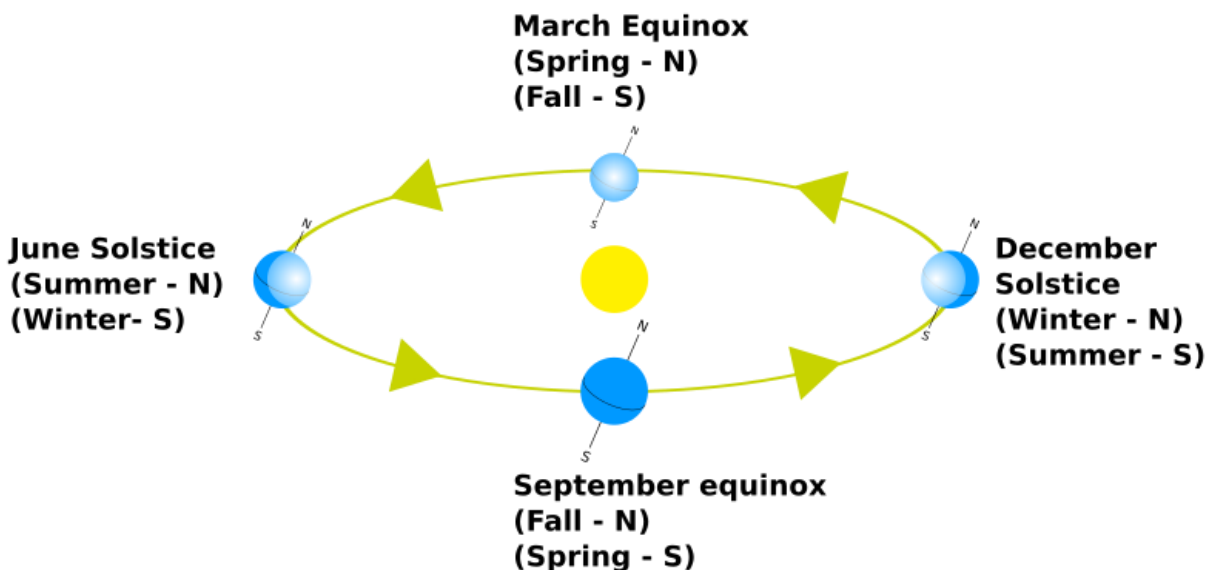 March Equinox
(Spring - N)
(Fall - S)
N
S
June Solstice
(Summer - N)
(Winter- S)
N
S
December
Solstice
(Winter - N)
(Summer - S)
N
S
N
S
September equinox
(Fall - N)
(Spring - S)